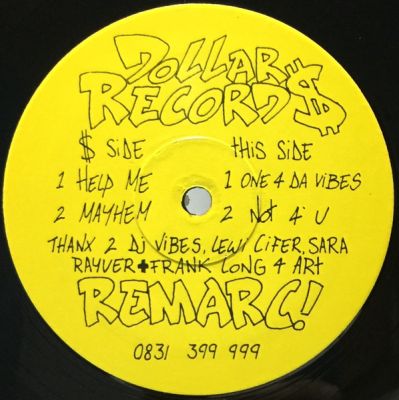 DOLLAR
RECORD$
$ SIDE
1 HELP ME
2 MAYHEM
tHiS SiDE
1 ONE 4 DA ViBES
2 Not 4 U
THANX 2 Dj ViBES, LEWi CiFER, SARA
RAYVER + FRANK LONG 4 ARt
REMARC!
0831 399 999